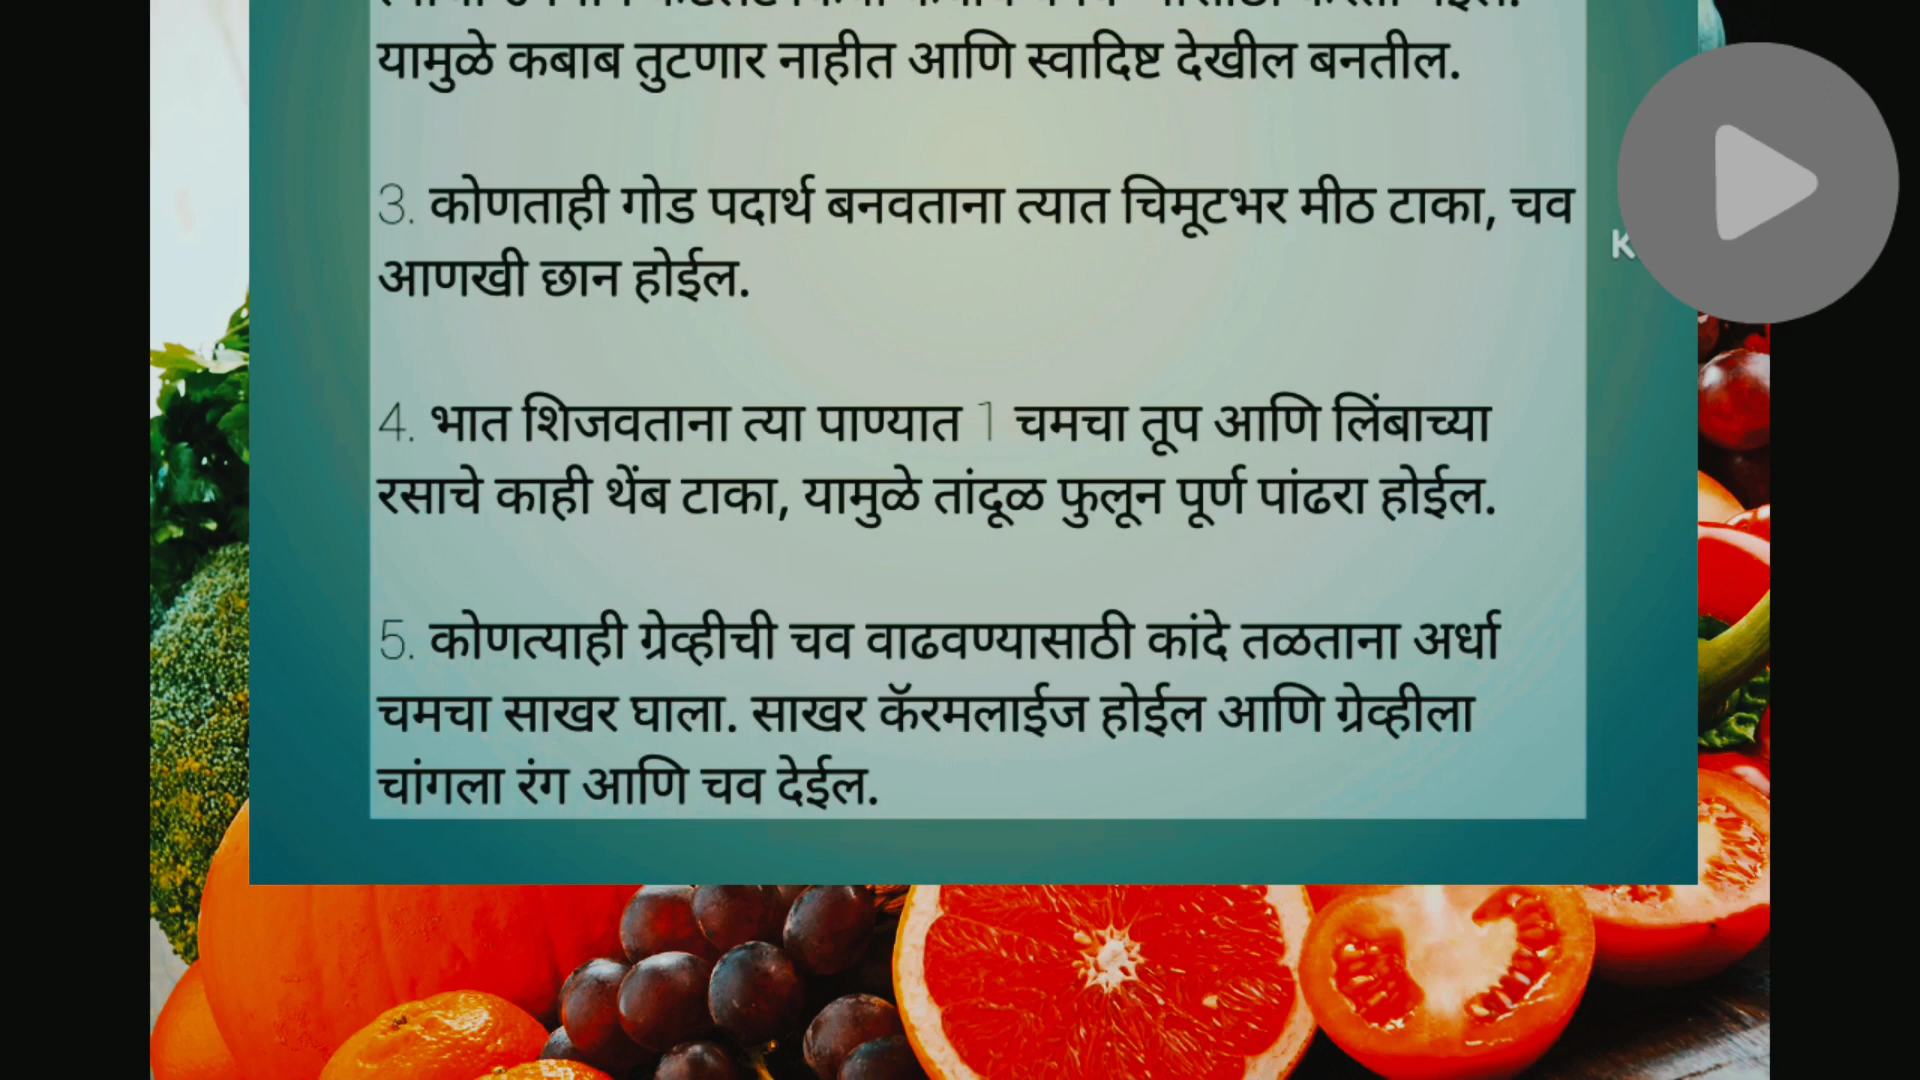 यामुळे कबाब तुटणार नाहीत आणि स्वादिष्ट देखील बनतील.
3. कोणताही गोड पदार्थ बनवताना त्यात चिमूटभर मीठ टाका, चव
आणखी छान होईल.
4. भात शिजवताना त्या पाण्यात 1 चमचा तूप आणि लिंबाच्या
रसाचे काही थेंब टाका, यामुळे तांदूळ फुलून पूर्ण पांढरा होईल.
5. कोणत्याही ग्रेव्हीची चव वाढवण्यासाठी कांदे तळताना अर्धा
चमचा साखर घाला. साखर कॅरमलाईज होईल आणि ग्रेव्हीला
चांगला रंग आणि चव देईल.